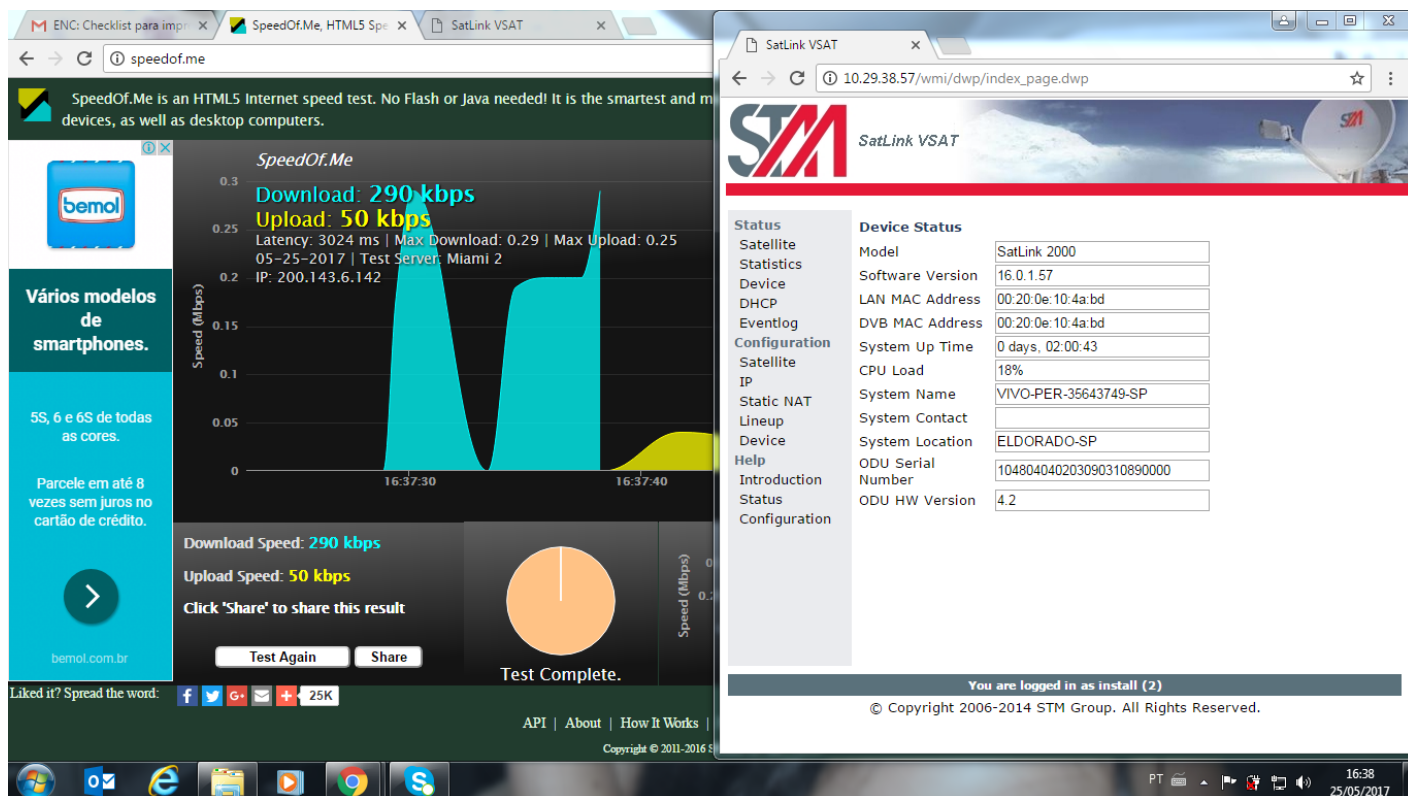 ENC: Checklist para impr
SpeedOf.Me, HTML5 Spe
SatLink VSAT
speedof.me
SpeedOf.Me is an HTML5 Internet speed test. No Flash or Java needed! It is the smartest and m
devices, as well as desktop computers.
bemol
Vários modelos
de
smartphones.
5S, 6 e 6S de todas
as cores.
Parcele em até 8
vezes sem juros no
cartão de crédito.
bemol.com.br
SpeedOf.Me
Download: 290 kbps
Upload: 50 kbps
Latency: 3024 ms | Max Download: 0.29 | Max Upload: 0.25
05-25-2017 | Test Server: Miami 2
IP: 200.143.6.142
Speed (Mbps)
0.3
0.25
0.2
0.15
0.1
0.05
0
16:37:30
16:37:40
Download Speed: 290 kbps
Upload Speed: 50 kbps
Click 'Share' to share this result
Test Again
Share
Test Complete.
Speed (Mbps)
Liked it? Spread the word:
25K
API | About | How It Works |
Copyright © 2011-2016 S
SatLink VSAT
10.29.38.57/wmi/dwp/index_page.dwp
STM
SatLink VSAT
STM
Status
Satellite
Statistics
Device
DHCP
Eventlog
Configuration
Satellite
IP
Static NAT
Lineup
Device
Help
Introduction
Status
Configuration
Device Status
Model SatLink 2000
Software Version 16.0.1.57
LAN MAC Address 00:20:0e:10:4a:bd
DVB MAC Address 00:20:0e:10:4a:bd
System Up Time 0 days, 02:00:43
CPU Load 18%
System Name VIVO-PER-35643749-SP
System Contact
System Location ELDORADO-SP
ODU Serial
Number 104804040203090310890000
ODU HW Version 4.2
You are logged in as install (2)
© Copyright 2006-2014 STM Group. All Rights Reserved.
PT
16:38
25/05/2017